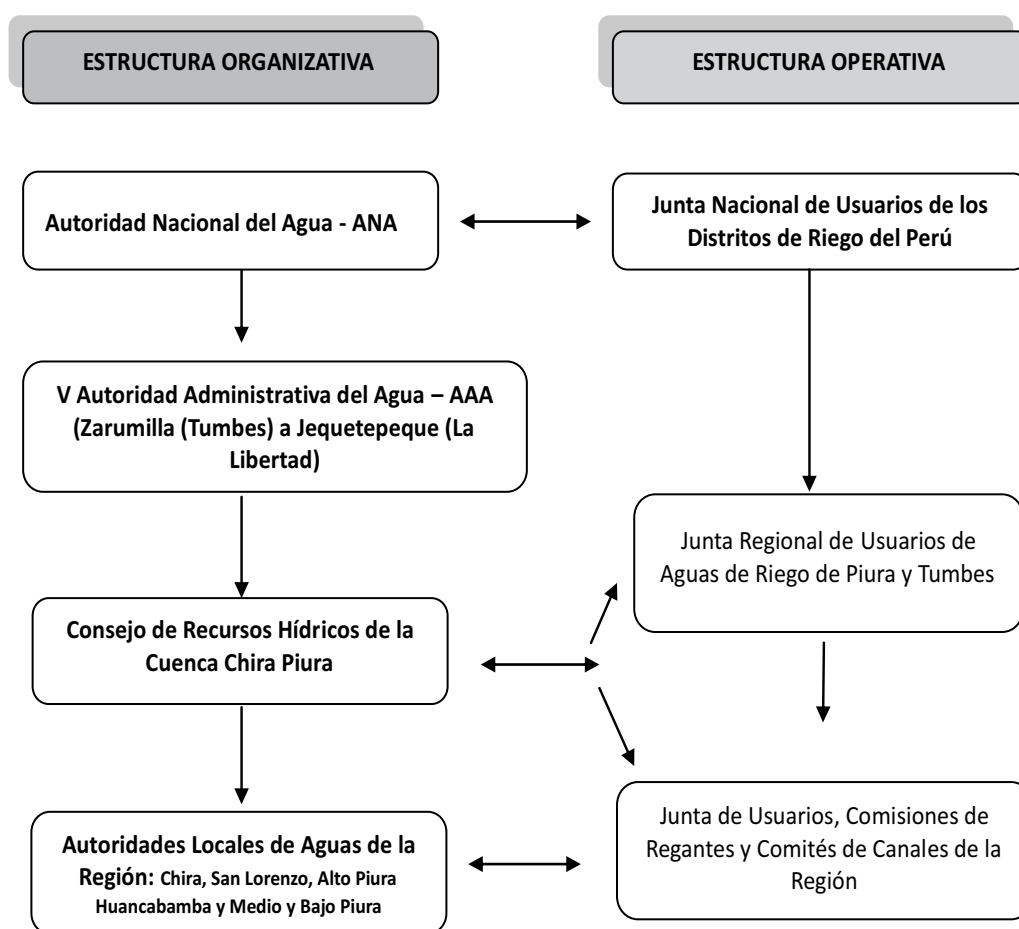 ESTRUCTURA ORGANIZATIVA
ESTRUCTURA OPERATIVA
Autoridad Nacional del Agua - ANA
Junta Nacional de Usuarios de los
Distritos de Riego del Perú
V Autoridad Administrativa del Agua – AAA
(Zarumilla (Tumbes) a Jequetepeque (La
Libertad)
Junta Regional de Usuarios de
Aguas de Riego de Piura y Tumbes
Consejo de Recursos Hídricos de la
Cuenca Chira Piura
Autoridades Locales de Aguas de la
Región: Chira, San Lorenzo, Alto Piura
Huancabamba y Medio y Bajo Piura
Junta de Usuarios, Comisiones de
Regantes y Comités de Canales de la
Región